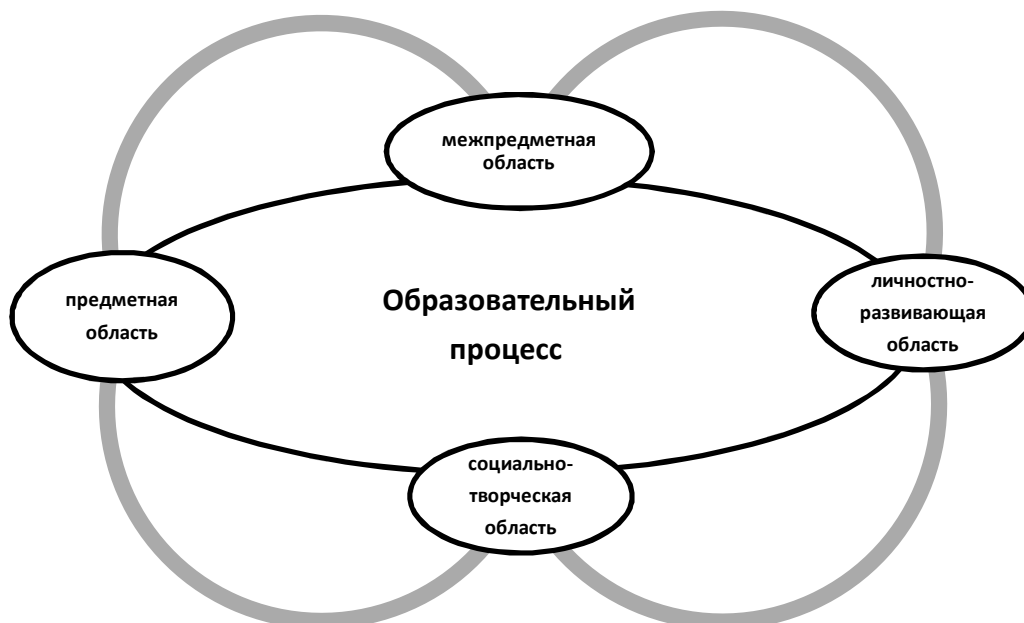 межпредметная
область
предметная
область
Образовательный
процесс
личностно-
развивающая
область
социально-
творческая
область